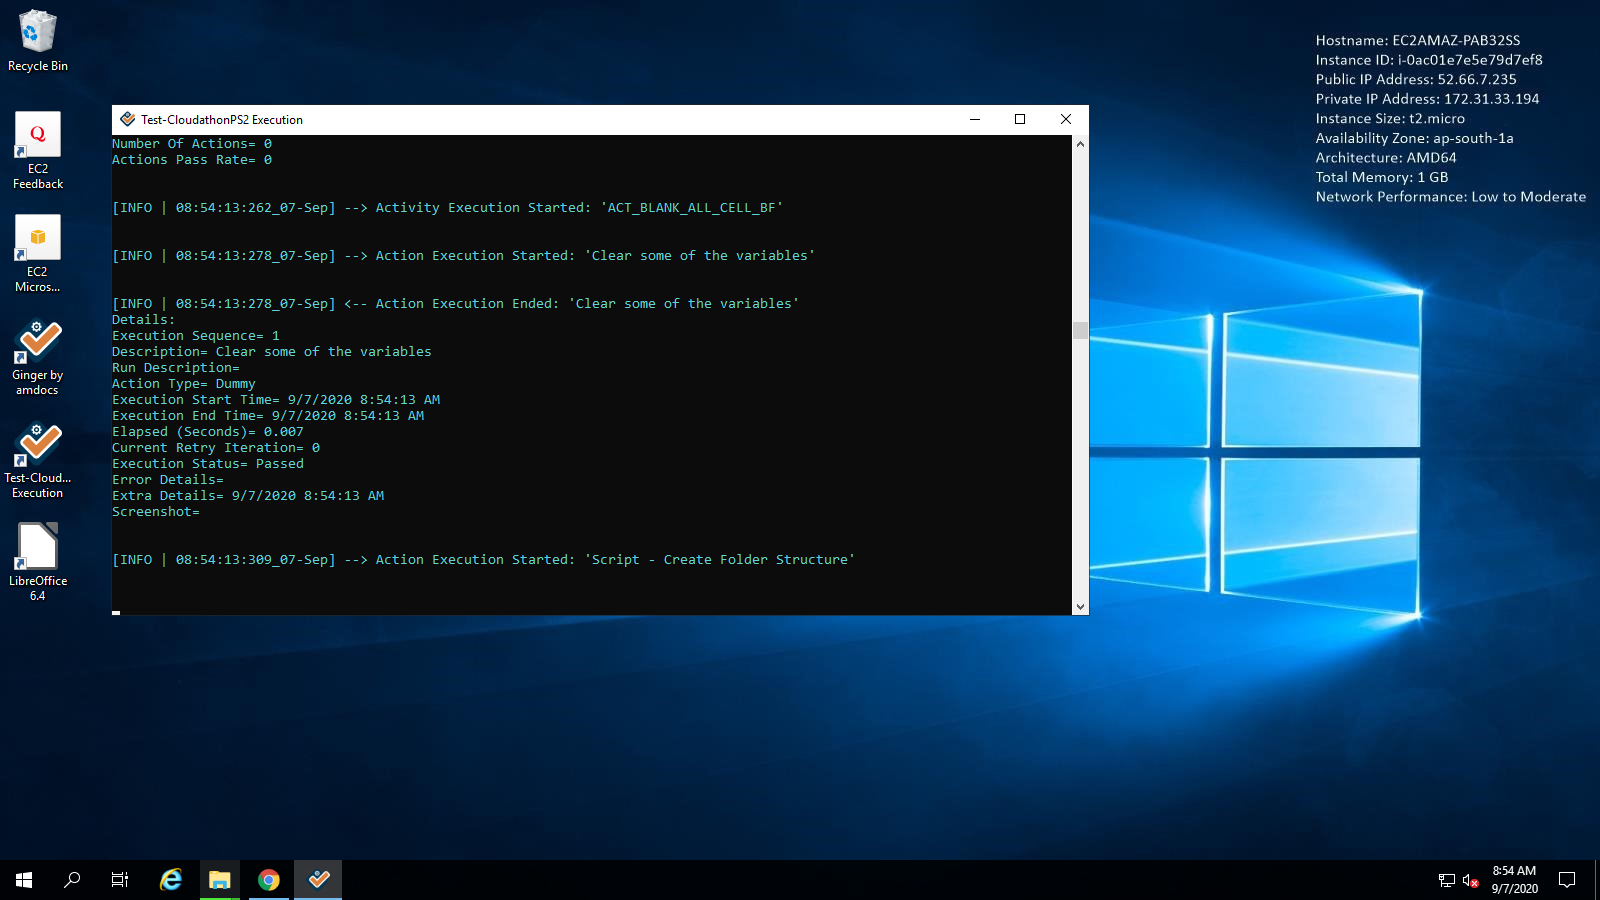 Recycle Bin
EC2
Feedback
EC2
Micros...
Ginger by
amdocs
Test-Cloud...
Execution
LibreOffice
6.4
Hostname: EC2AMAZ-PAB32SS
Instance ID: i-0ac01e7e5e79d7ef8
Public IP Address: 52.66.7.235
Private IP Address: 172.31.33.194
Instance Size: t2.micro
Availability Zone: ap-south-1a
Architecture: AMD64
Total Memory: 1 GB
Network Performance: Low to Moderate
Test-CloudathonPS2 Execution
Number Of Actions= 0
Actions Pass Rate= 0
[INFO | 08:54:13:262_07-Sep] --> Activity Execution Started: 'ACT_BLANK_ALL_CELL_BF'
[INFO | 08:54:13:278_07-Sep] --> Action Execution Started: 'Clear some of the variables'
[INFO | 08:54:13:278_07-Sep] <-- Action Execution Ended: 'Clear some of the variables'
Details:
Execution Sequence= 1
Description= Clear some of the variables
Run Description=
Action Type= Dummy
Execution Start Time= 9/7/2020 8:54:13 AM
Execution End Time= 9/7/2020 8:54:13 AM
Elapsed (Seconds)= 0.007
Current Retry Iteration= 0
Execution Status= Passed
Error Details=
Extra Details= 9/7/2020 8:54:13 AM
Screenshot=
[INFO | 08:54:13:309_07-Sep] --> Action Execution Started: 'Script - Create Folder Structure'
8:54 AM
9/7/2020